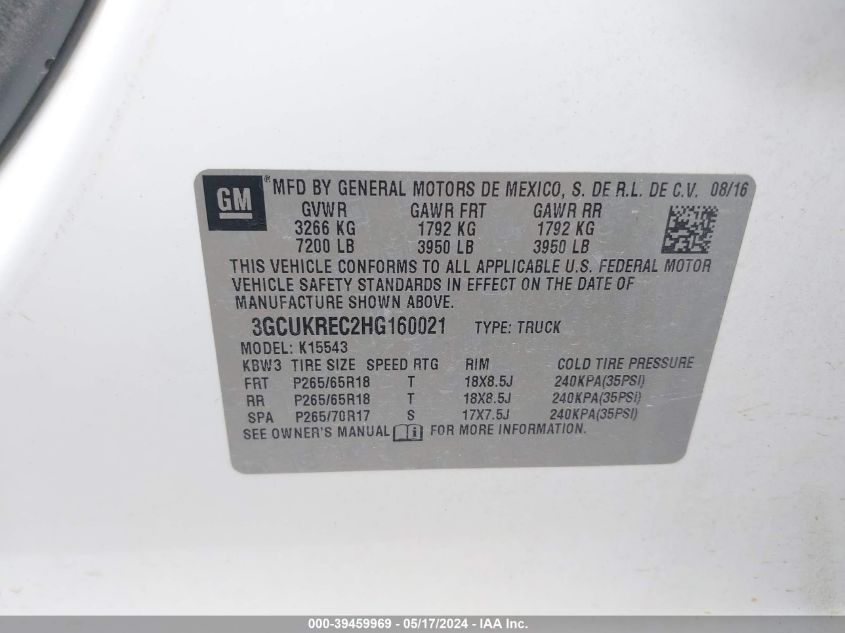 GM ® MFD BY GENERAL MOTORS DE MEXICO, S. DE R.L. DE C.V. 08/16
GVWR GAWR FRT GAWR RR
3266 KG 1792 KG 1792 KG
7200 LB 3950 LB 3950 LB
THIS VEHICLE CONFORMS TO ALL APPLICABLE U.S. FEDERAL MOTOR
VEHICLE SAFETY STANDARDS IN EFFECT ON THE DATE OF
MANUFACTURE SHOWN ABOVE.
3GCUKREC2HG160021 TYPE: TRUCK
MODEL: K15543
KBW3 TIRE SIZE SPEED RTG RIM COLD TIRE PRESSURE
FRT P265/65R18 T 18X8.5J 240KPA(35PSI)
RR P265/65R18 T 18X8.5J 240KPA(35PSI)
SPA P265/70R17 S 17X7.5J 240KPA(35PSI)
SEE OWNER'S MANUAL FOR MORE INFORMATION.
000-39459969 - 05/17/2024 - IAA Inc.